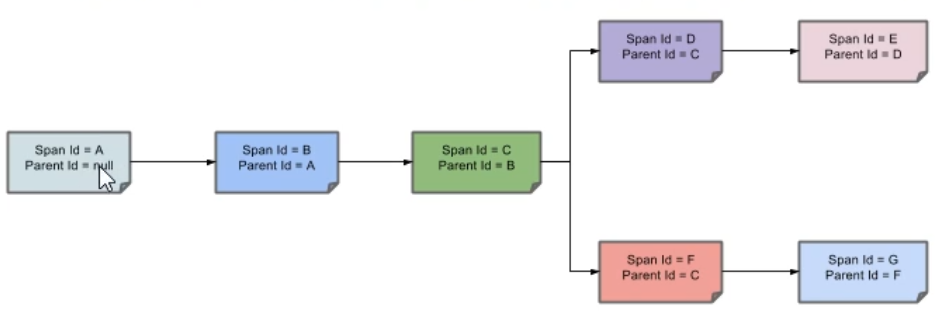 Span Id = A
Parent Id = null
Span Id = B
Parent Id = A
Span Id = C
Parent Id = B
Span Id = D
Parent Id = C
Span Id = E
Parent Id = D
Span Id = F
Parent Id = C
Span Id = G
Parent Id = F